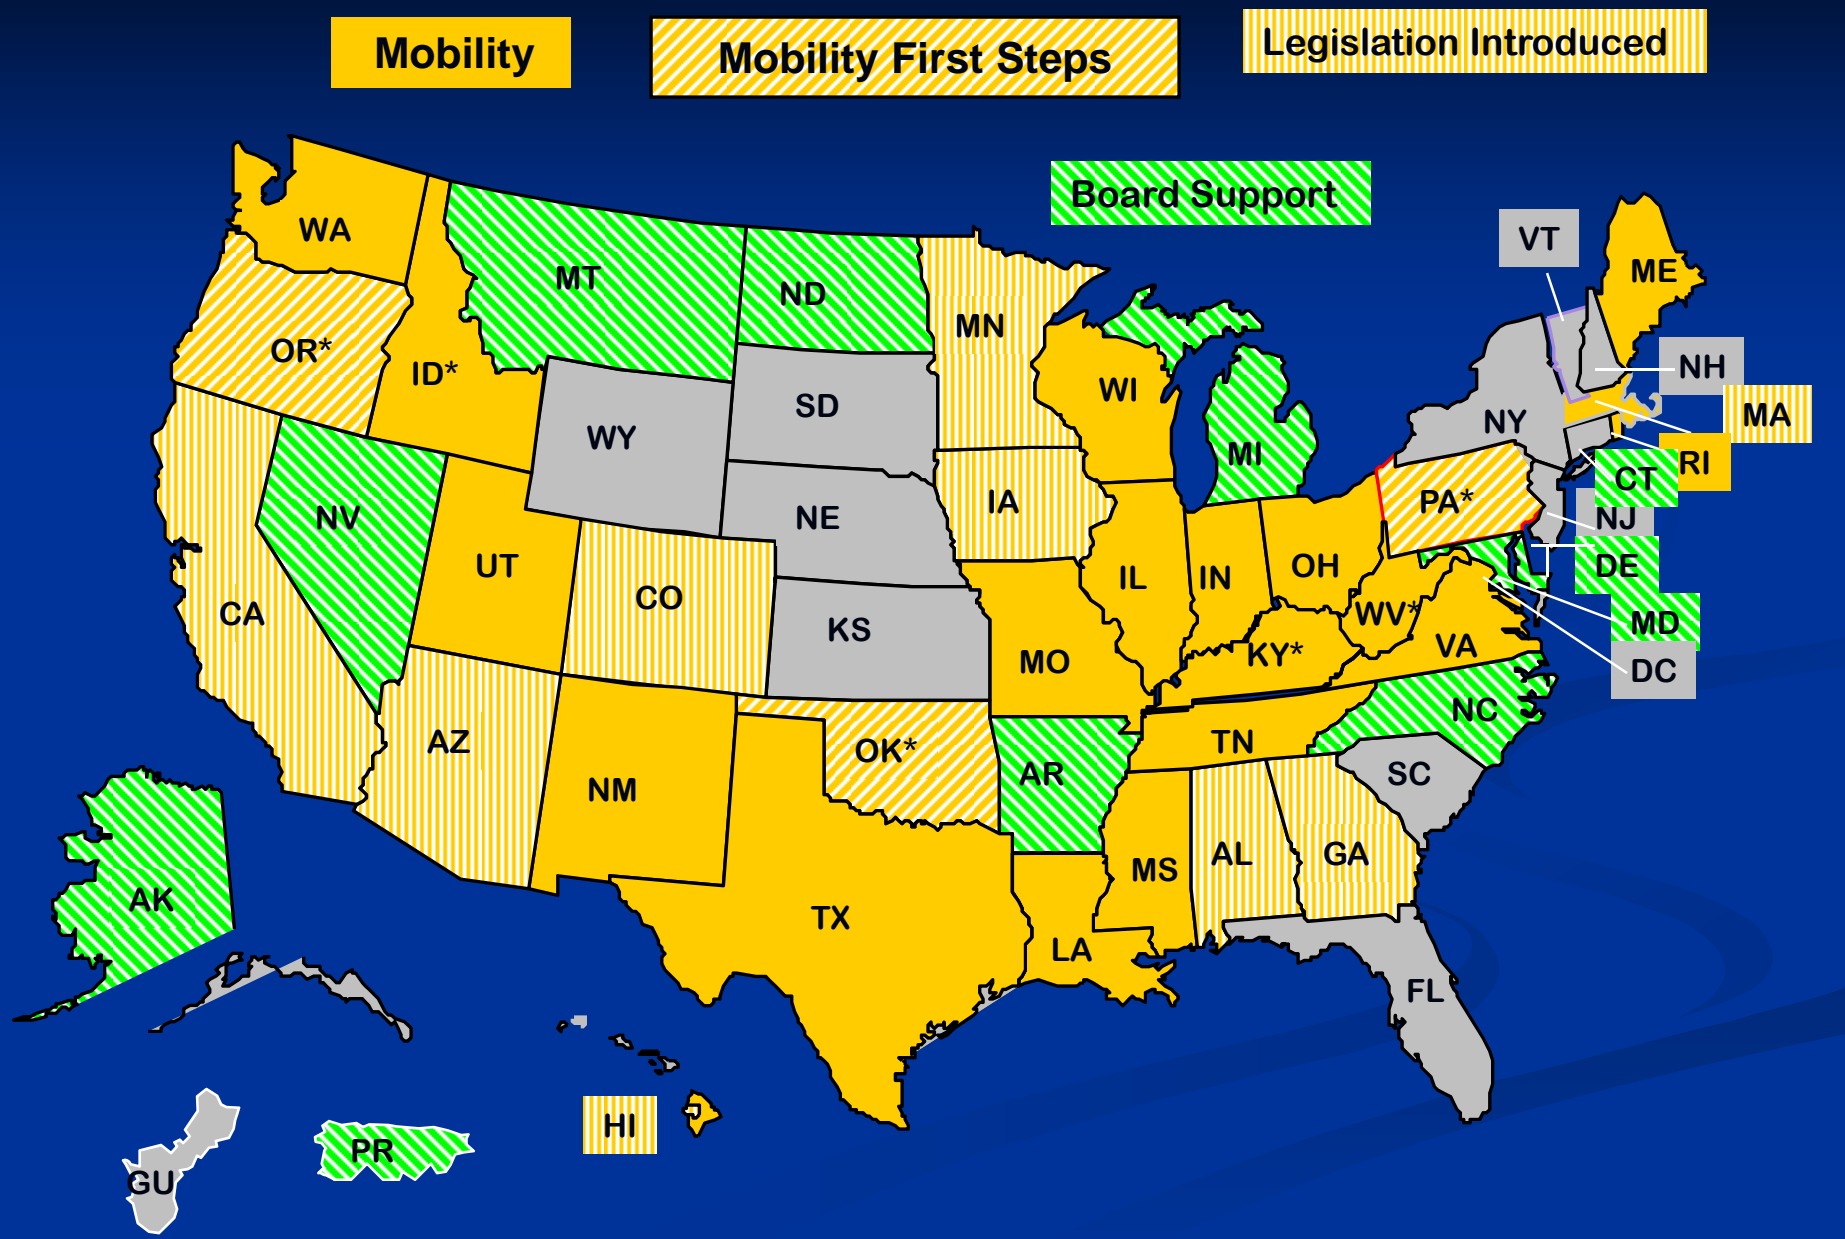 Mobility
Mobility First Steps
Legislation Introduced
Board Support
WA
MT
ND
MN
VT
ME
OR*
ID*
WY
SD
WI
MI
NY
NH
MA
RI
CT
NV
UT
CO
NE
IA
PA*
NJ
DE
CA
KS
MO
IL
IN
OH
WV*
KY*
VA
MD
DC
AZ
NM
OK*
AR
TN
NC
SC
AK
TX
LA
MS
AL
GA
FL
GU
PR
HI